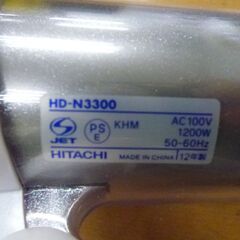 HD-N3300
S JET
PS E
KHM
AC100V
1200W
50-60Hz
HITACHI
MADE IN CHINA
12年製